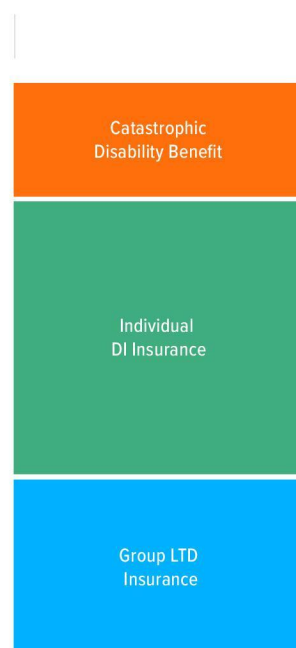 Catastrophic
Disability Benefit
Individual
DI Insurance
Group LTD
Insurance